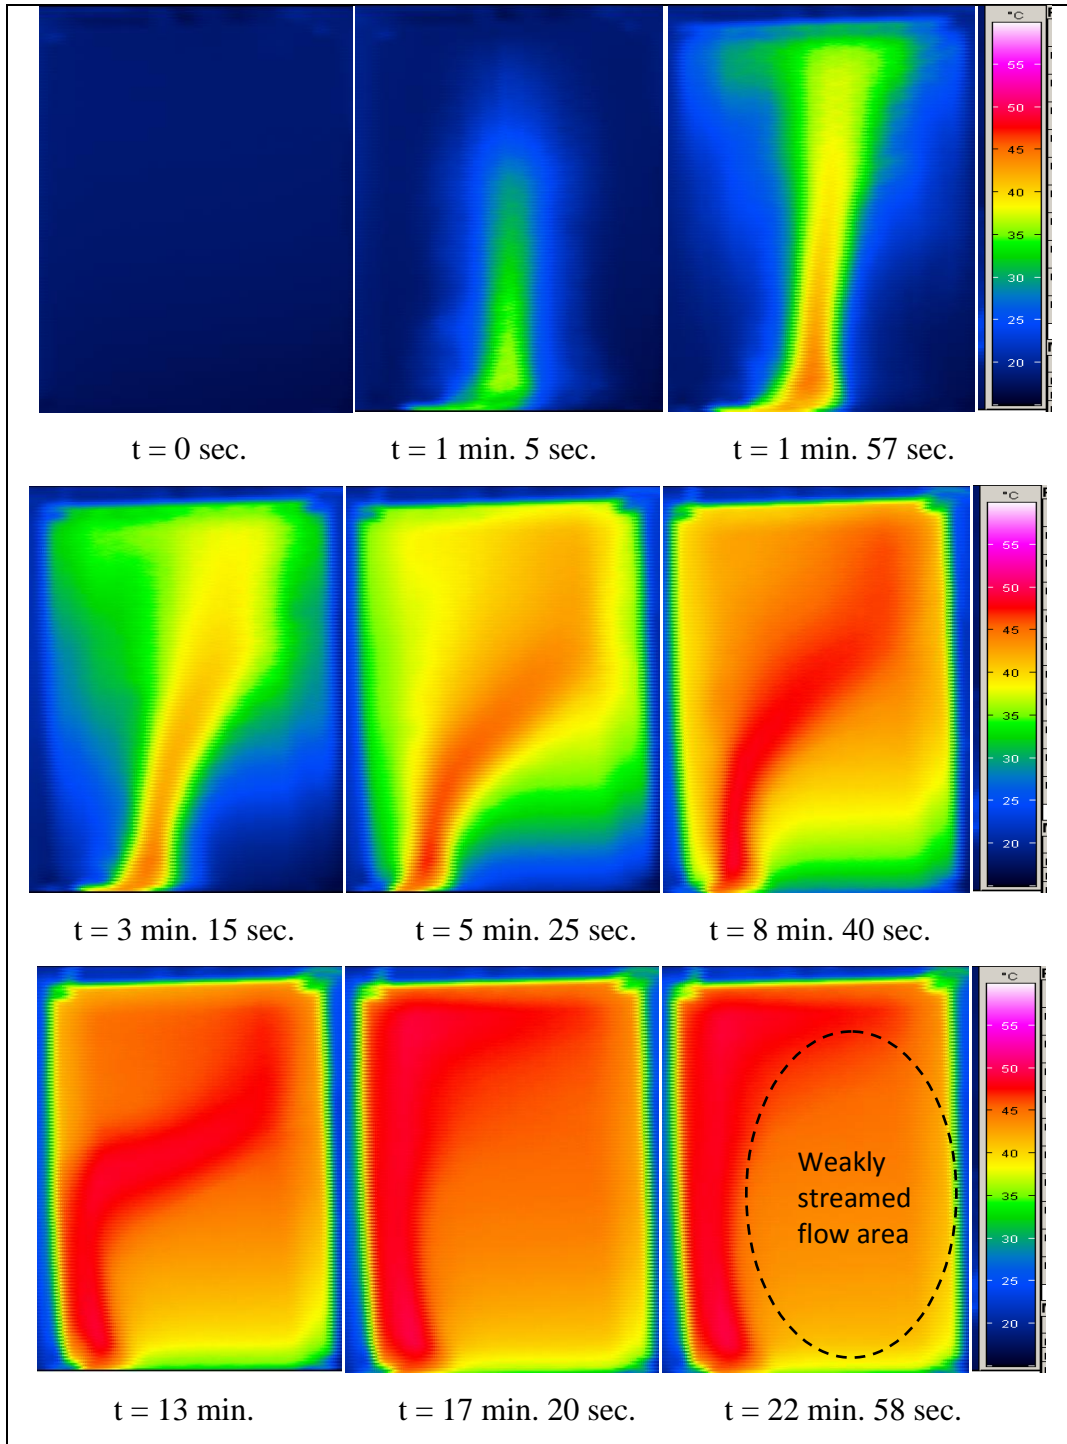 °C
55
50
45
40
35
30
25
20
t = 0 sec.
t = 1 min. 5 sec.
t = 1 min. 57 sec.
°C
55
50
45
40
35
30
25
20
t = 3 min. 15 sec.
t = 5 min. 25 sec.
t = 8 min. 40 sec.
°C
55
50
45
40
35
30
25
20
Weakly
streamed
flow area
t = 13 min.
t = 17 min. 20 sec.
t = 22 min. 58 sec.